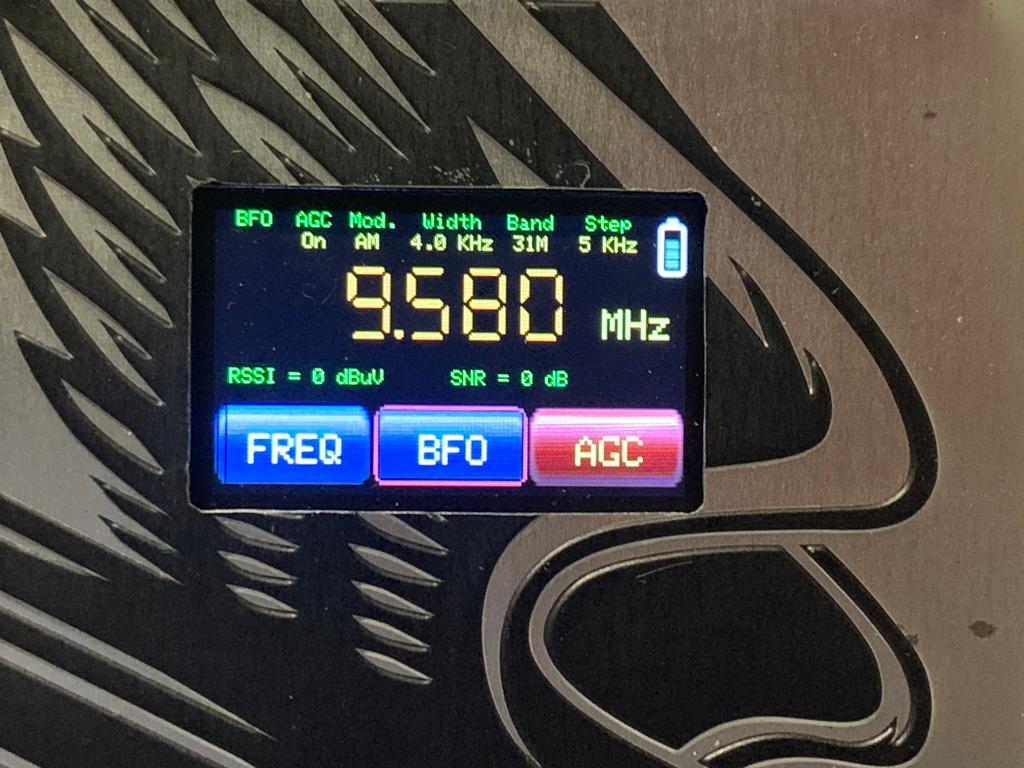 BFO AGC Mod. Width Band Step
On AM 4.0 KHz 31M 5 KHz
9.580 MHz
RSSI = 0 dBuV SNR = 0 dB
FREQ BFO AGC